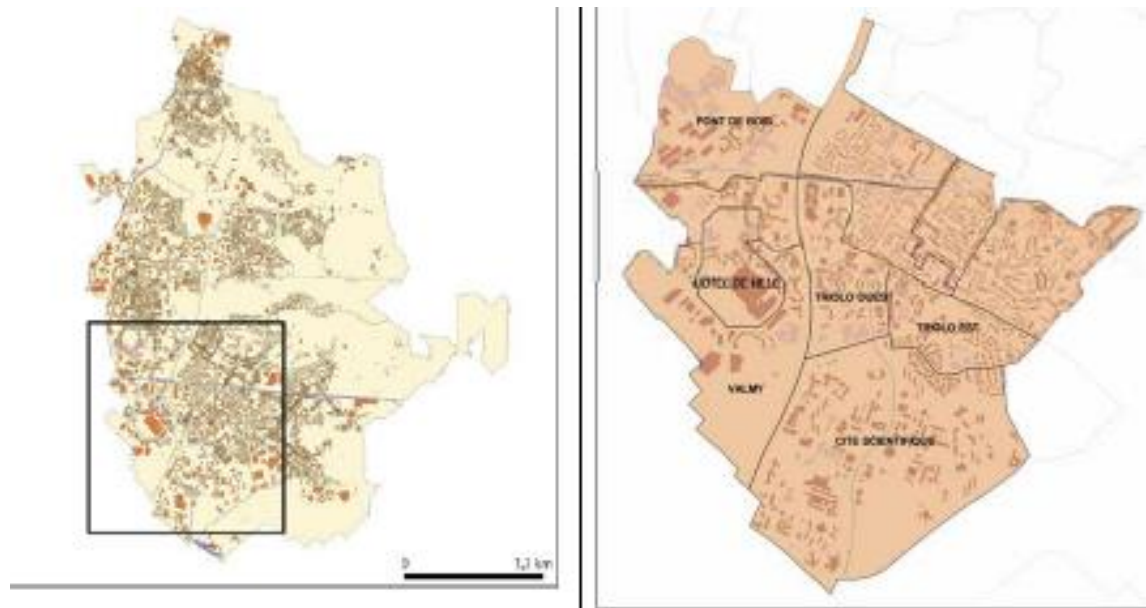 0
1,1 km
PONT DE BOIS
HOTEL DE VILLE
TRIOLO OUEST
TRIOLO EST
VALMY
CITE SCIENTIFIQUE